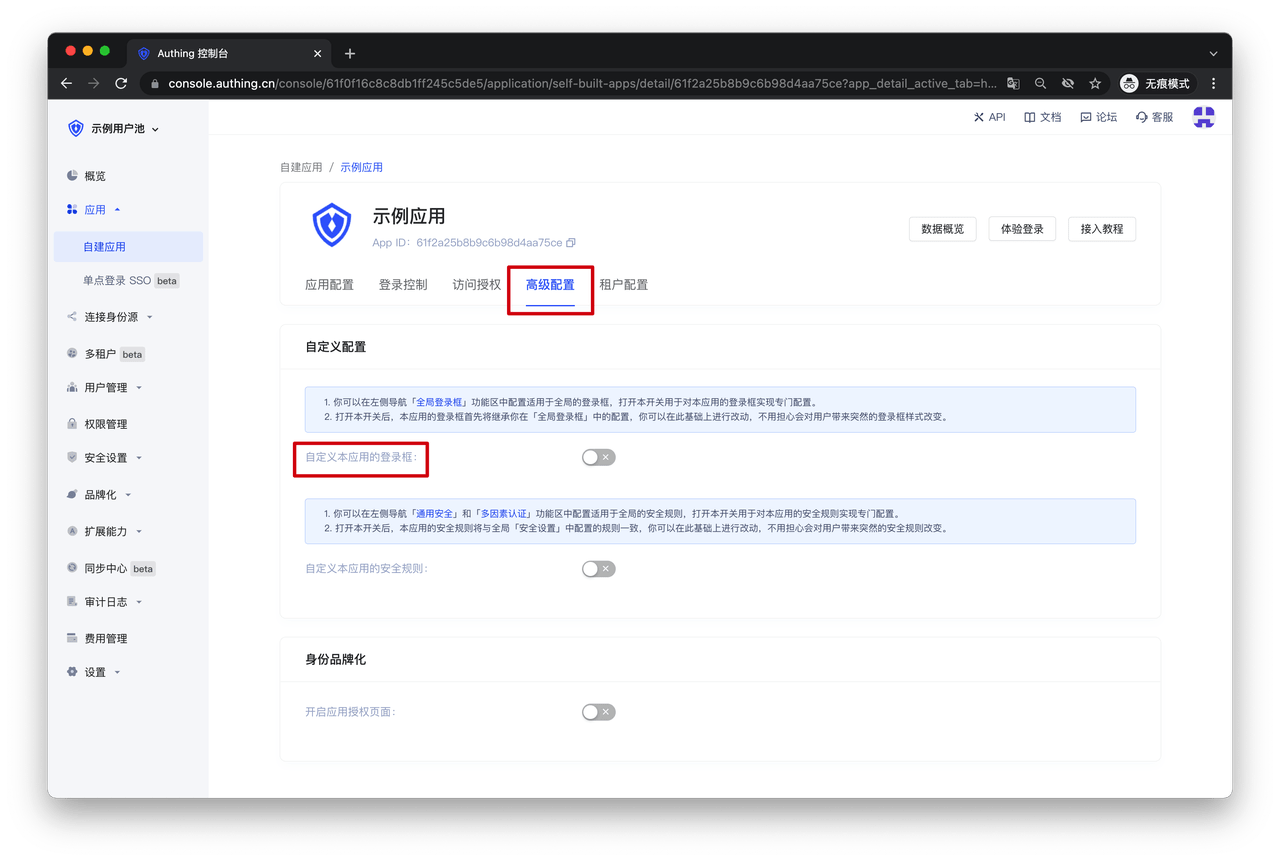 Authing 控制台
console.authing.cn/console/61f0f16c8c8db1ff245c5de5/application/self-built-apps/detail/61f2a25b8b9c6b98d4aa75ce?app_detail_active_tab=h...
无痕模式
示例用户池
API 文档 论坛 客服
概览
应用
自建应用
单点登录 SSO beta
连接身份源
多租户 beta
用户管理
权限管理
安全设置
品牌化
扩展能力
同步中心 beta
审计日志
费用管理
设置
自建应用 / 示例应用
示例应用
App ID: 61f2a25b8b9c6b98d4aa75ce
数据概览 体验登录 接入教程
应用配置 登录控制 访问授权 高级配置 租户配置
自定义配置
1. 你可以在左侧导航「全局登录框」功能区中配置适用于全局的登录框，打开本开关用于对本应用的登录框实现专门配置。
2. 打开本开关后，本应用的登录框首先将继承你在「全局登录框」中的配置，你可以在此基础上进行改动，不用担心会对用户带来突然的登录框样式改变。
自定义本应用的登录框:
1. 你可以在左侧导航「通用安全」和「多因素认证」功能区中配置适用于全局的安全规则，打开本开关用于对本应用的安全规则实现专门配置。
2. 打开本开关后，本应用的安全规则将与全局「安全设置」中配置的规则一致，你可以在此基础上进行改动，不用担心会对用户带来突然的安全规则改变。
自定义本应用的安全规则:
身份品牌化
开启应用授权页面: